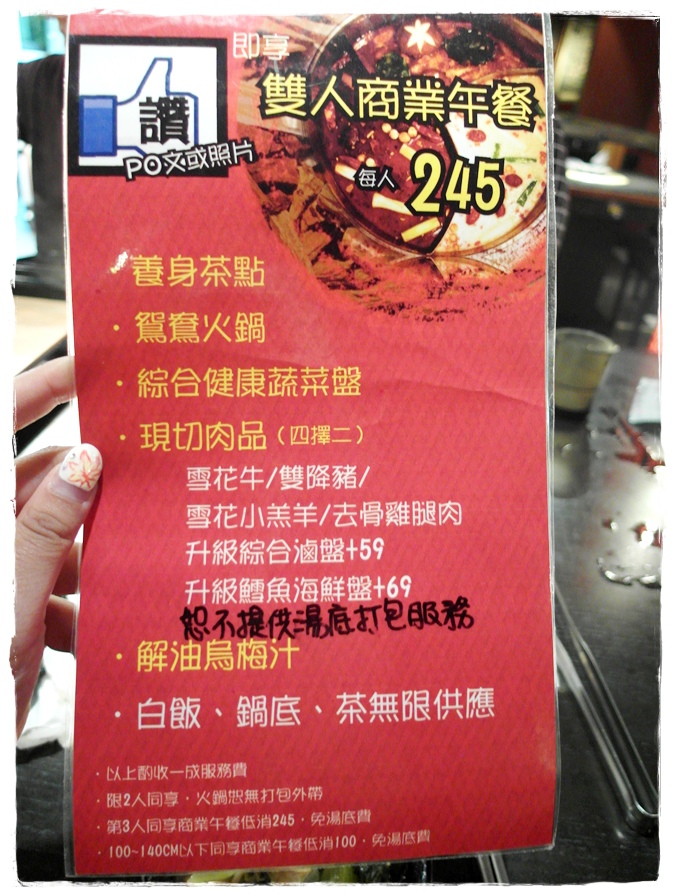 讚
PO文或照片
即享
雙人商業午餐
每人 245
養身茶點
·鴛鴦火鍋
·綜合健康蔬菜盤
·現切肉品(四擇二)
雪花牛/雙降豬/
雪花小羔羊/去骨雞腿肉
升級綜合滷盤+59
升級鱈魚海鮮盤+69
恕不提供湯底打包服務
·解油烏梅汁
·白飯、鍋底、茶無限供應
·以上酌收一成服務費
·限2人同享,火鍋恕無打包外帶
·第3人同享商業午餐低消245,免湯底費
·100~140CM以下同享商業午餐低消100,免湯底費